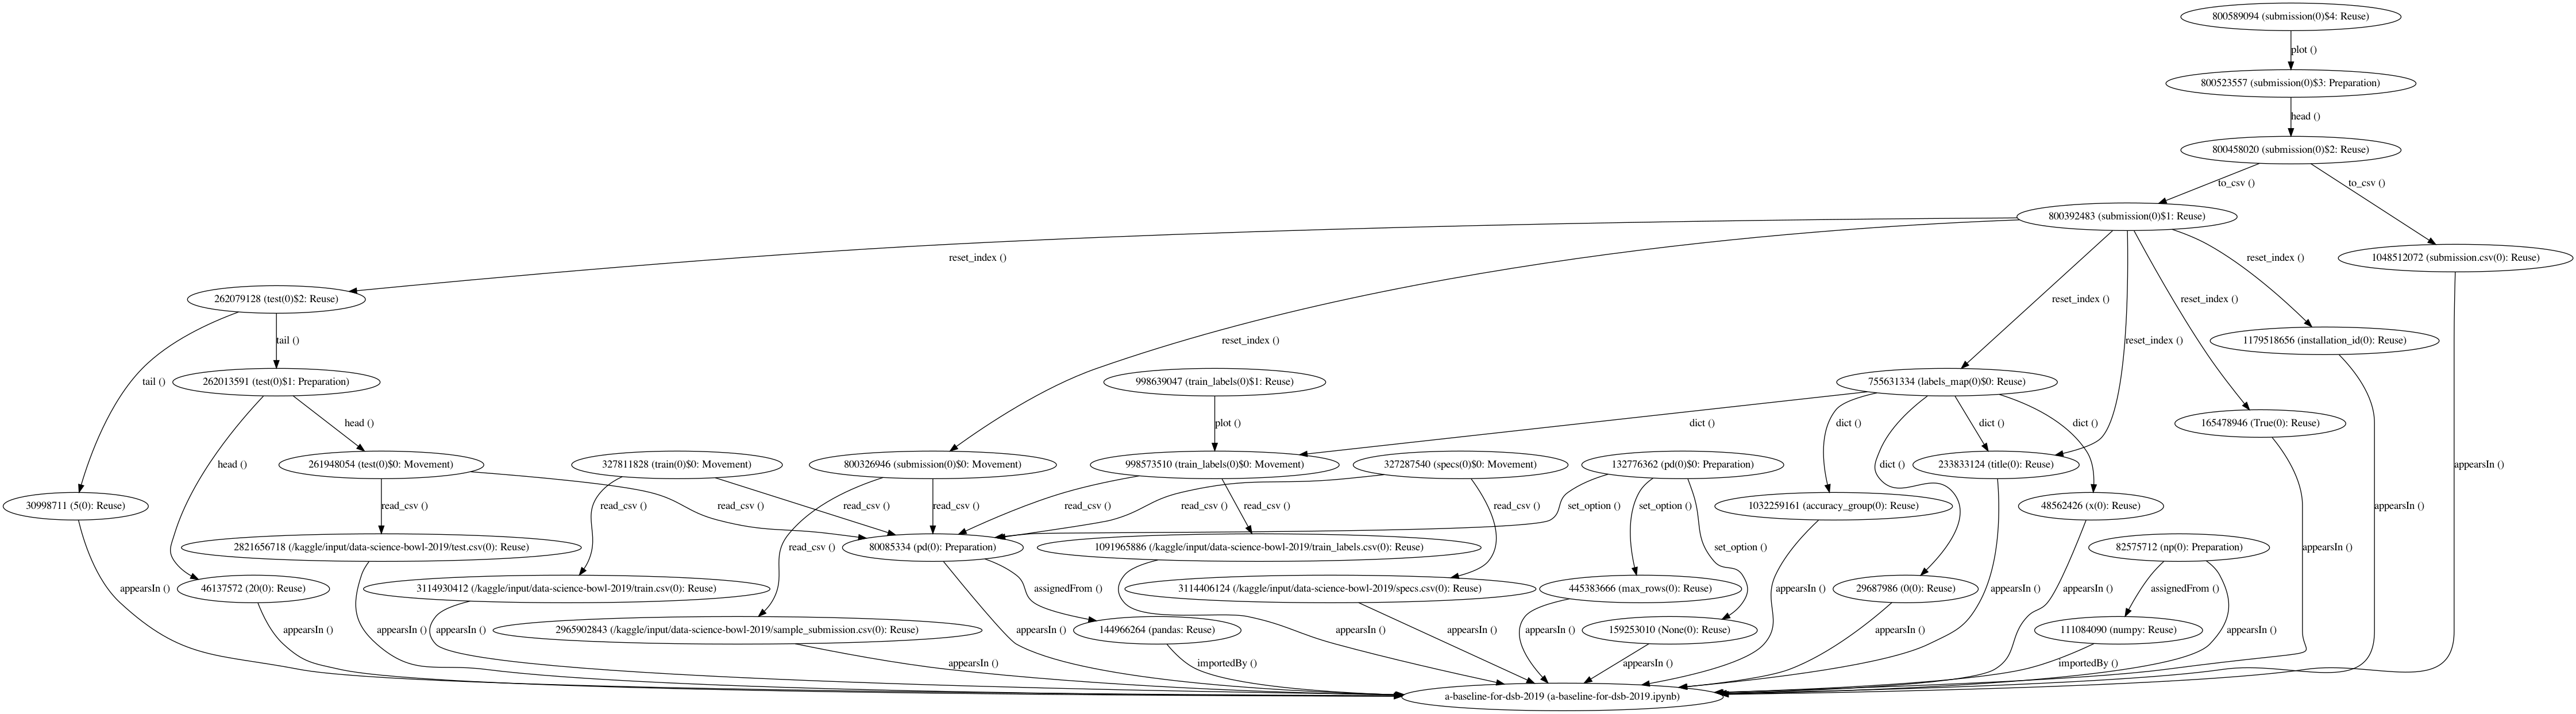 800589094 (submission(0)$4: Reuse)
plot ()
800523557 (submission(0)$3: Preparation)
head ()
800458020 (submission(0)$2: Reuse)
to_csv ()
to_csv ()
800392483 (submission(0)$1: Reuse)
reset_index ()
reset_index ()
1048512072 (submission.csv(0): Reuse)
262079128 (test(0)$2: Reuse)
reset_index ()
reset_index ()
tail ()
reset_index ()
reset_index ()
1179518656 (installation_id(0): Reuse)
tail ()
262013591 (test(0)$1: Preparation)
998639047 (train_labels(0)$1: Reuse)
755631334 (labels_map(0)$0: Reuse)
head ()
plot ()
dict ()
dict ()
dict ()
dict ()
165478946 (True(0): Reuse)
head ()
261948054 (test(0)$0: Movement)
327811828 (train(0)$0: Movement)
800326946 (submission(0)$0: Movement)
998573510 (train_labels(0)$0: Movement)
327287540 (specs(0)$0: Movement)
132776362 (pd(0)$0: Preparation)
dict ()
233833124 (title(0): Reuse)
appearsIn ()
30998711 (5(0): Reuse)
read_csv ()
read_csv ()
read_csv ()
read_csv ()
read_csv ()
read_csv ()
read_csv ()
read_csv ()
read_csv ()
set_option ()
set_option ()
1032259161 (accuracy_group(0): Reuse)
48562426 (x(0): Reuse)
appearsIn ()
2821656718 (/kaggle/input/data-science-bowl-2019/test.csv(0): Reuse)
read_csv ()
80085334 (pd(0): Preparation)
1091965886 (/kaggle/input/data-science-bowl-2019/train_labels.csv(0): Reuse)
set_option ()
82575712 (np(0): Preparation)
appearsIn ()
appearsIn ()
46137572 (20(0): Reuse)
3114930412 (/kaggle/input/data-science-bowl-2019/train.csv(0): Reuse)
assignedFrom ()
3114406124 (/kaggle/input/data-science-bowl-2019/specs.csv(0): Reuse)
445383666 (max_rows(0): Reuse)
appearsIn ()
29687986 (0(0): Reuse)
appearsIn ()
appearsIn ()
assignedFrom ()
appearsIn ()
appearsIn ()
appearsIn ()
2965902843 (/kaggle/input/data-science-bowl-2019/sample_submission.csv(0): Reuse)
appearsIn ()
144966264 (pandas: Reuse)
appearsIn ()
appearsIn ()
appearsIn ()
159253010 (None(0): Reuse)
appearsIn ()
111084090 (numpy: Reuse)
appearsIn ()
appearsIn ()
importedBy ()
appearsIn ()
importedBy ()
a-baseline-for-dsb-2019 (a-baseline-for-dsb-2019.ipynb)